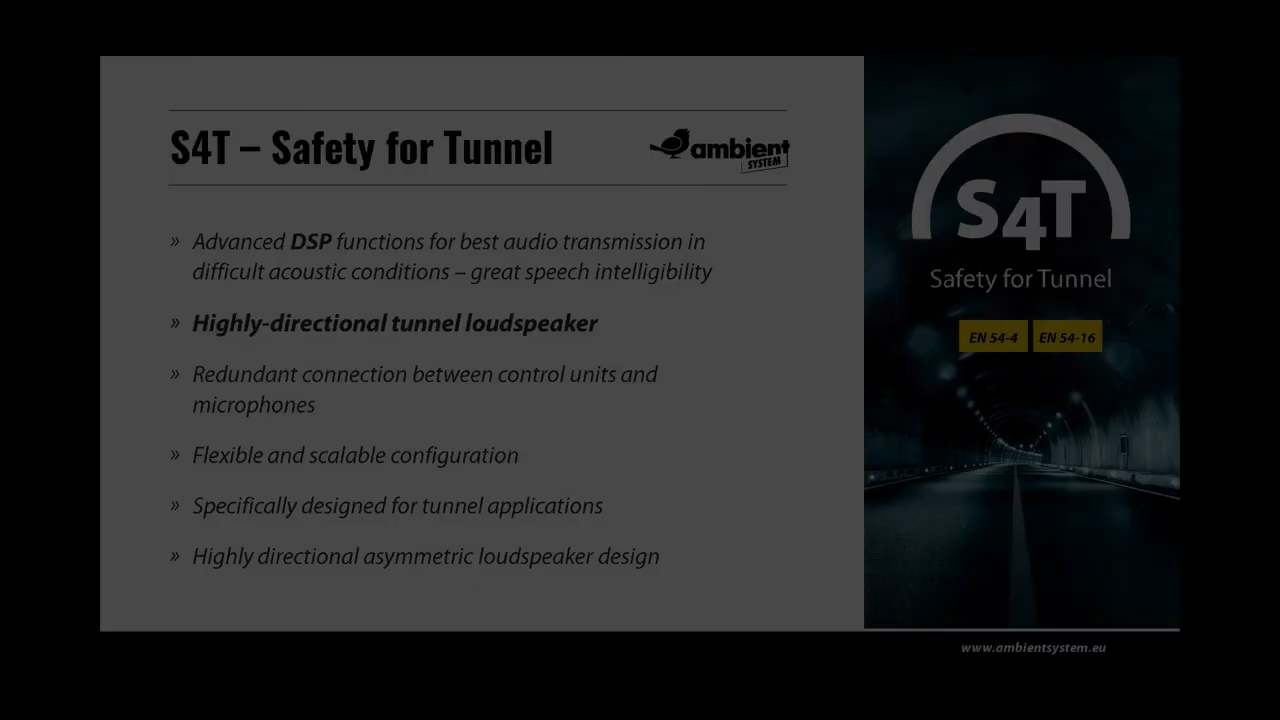 S4T – Safety for Tunnel
ambient
SYSTEM
» Advanced DSP functions for best audio transmission in
difficult acoustic conditions – great speech intelligibility
» Highly-directional tunnel loudspeaker
» Redundant connection between control units and
microphones
» Flexible and scalable configuration
» Specifically designed for tunnel applications
» Highly directional asymmetric loudspeaker design
S4T
Safety for Tunnel
EN 54-4 EN 54-16
www.ambientsystem.eu